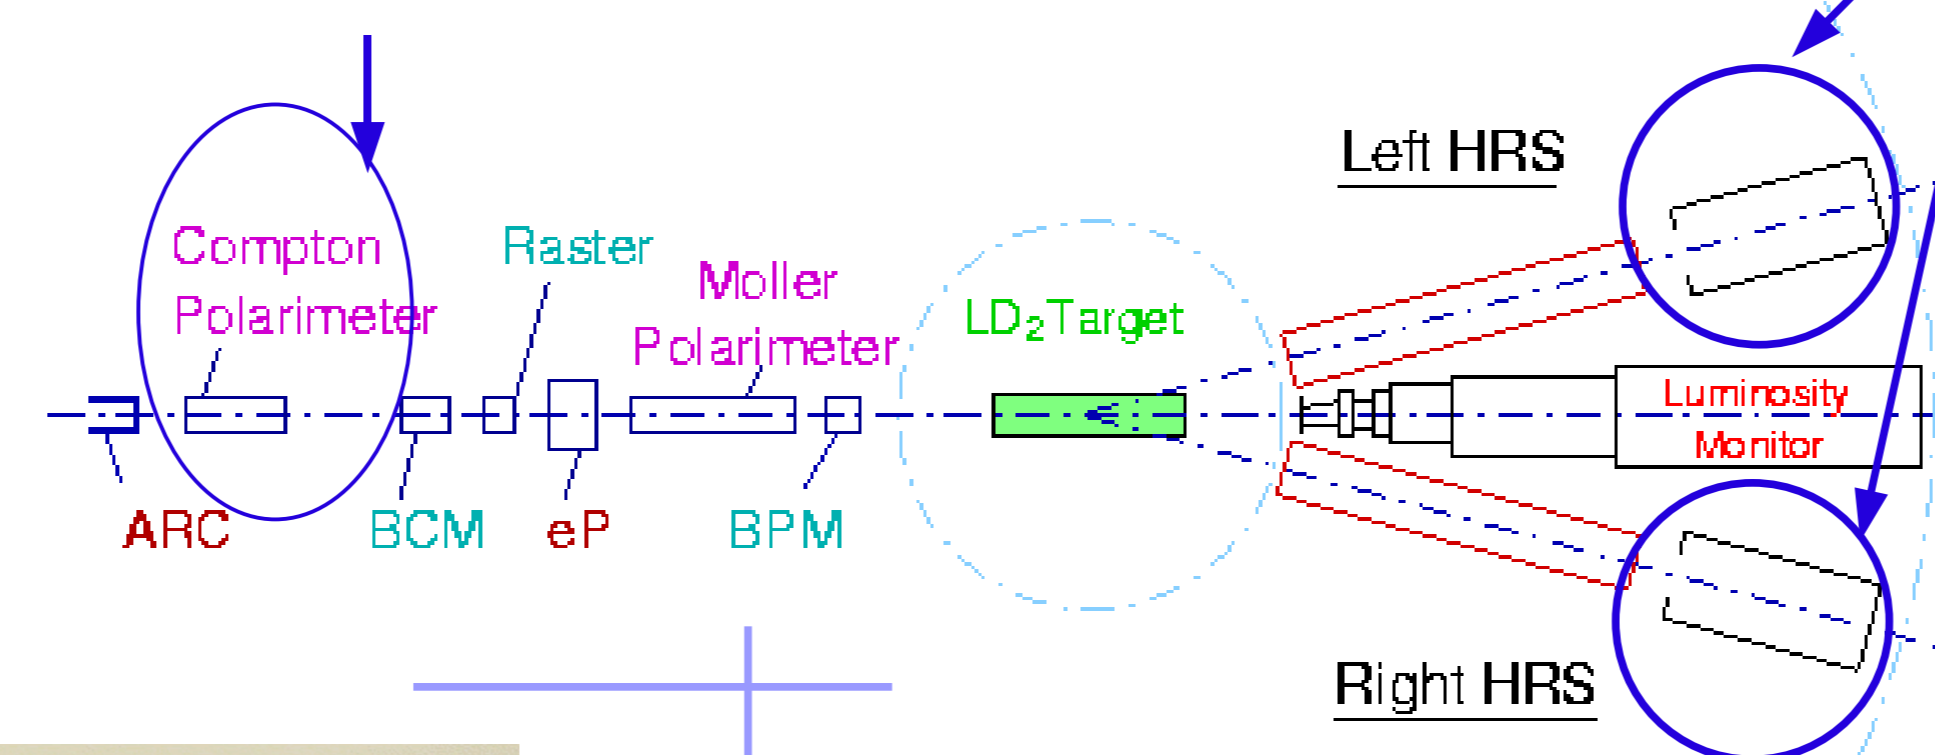 Left HRS
Compton
Polarimeter
Raster
Moller
Polarimeter
LD₂Target
Luminosity
Monitor
ARC
BCM
eP
BPM
Right HRS